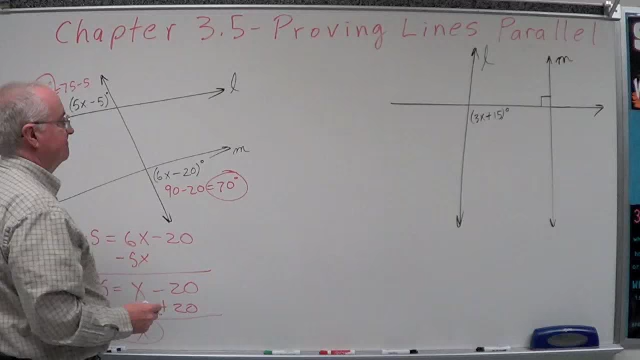 Chapter 3.5 - Proving Lines Parallel
=75-5
(5x-5)°
l
m
(6x-20)°
90-20=70°
5 = 6x-20
-5x
5 = x - 20
+20
x
l
m
(3x+15)°